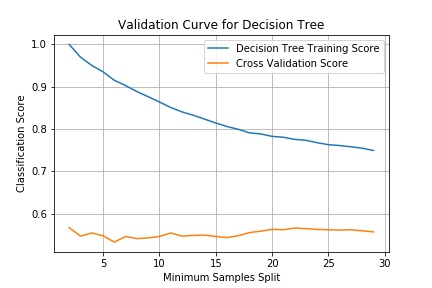 Validation Curve for Decision Tree
Decision Tree Training Score
Cross Validation Score
Classification Score
1.0
0.9
0.8
0.7
0.6
5 10 15 20 25 30
Minimum Samples Split